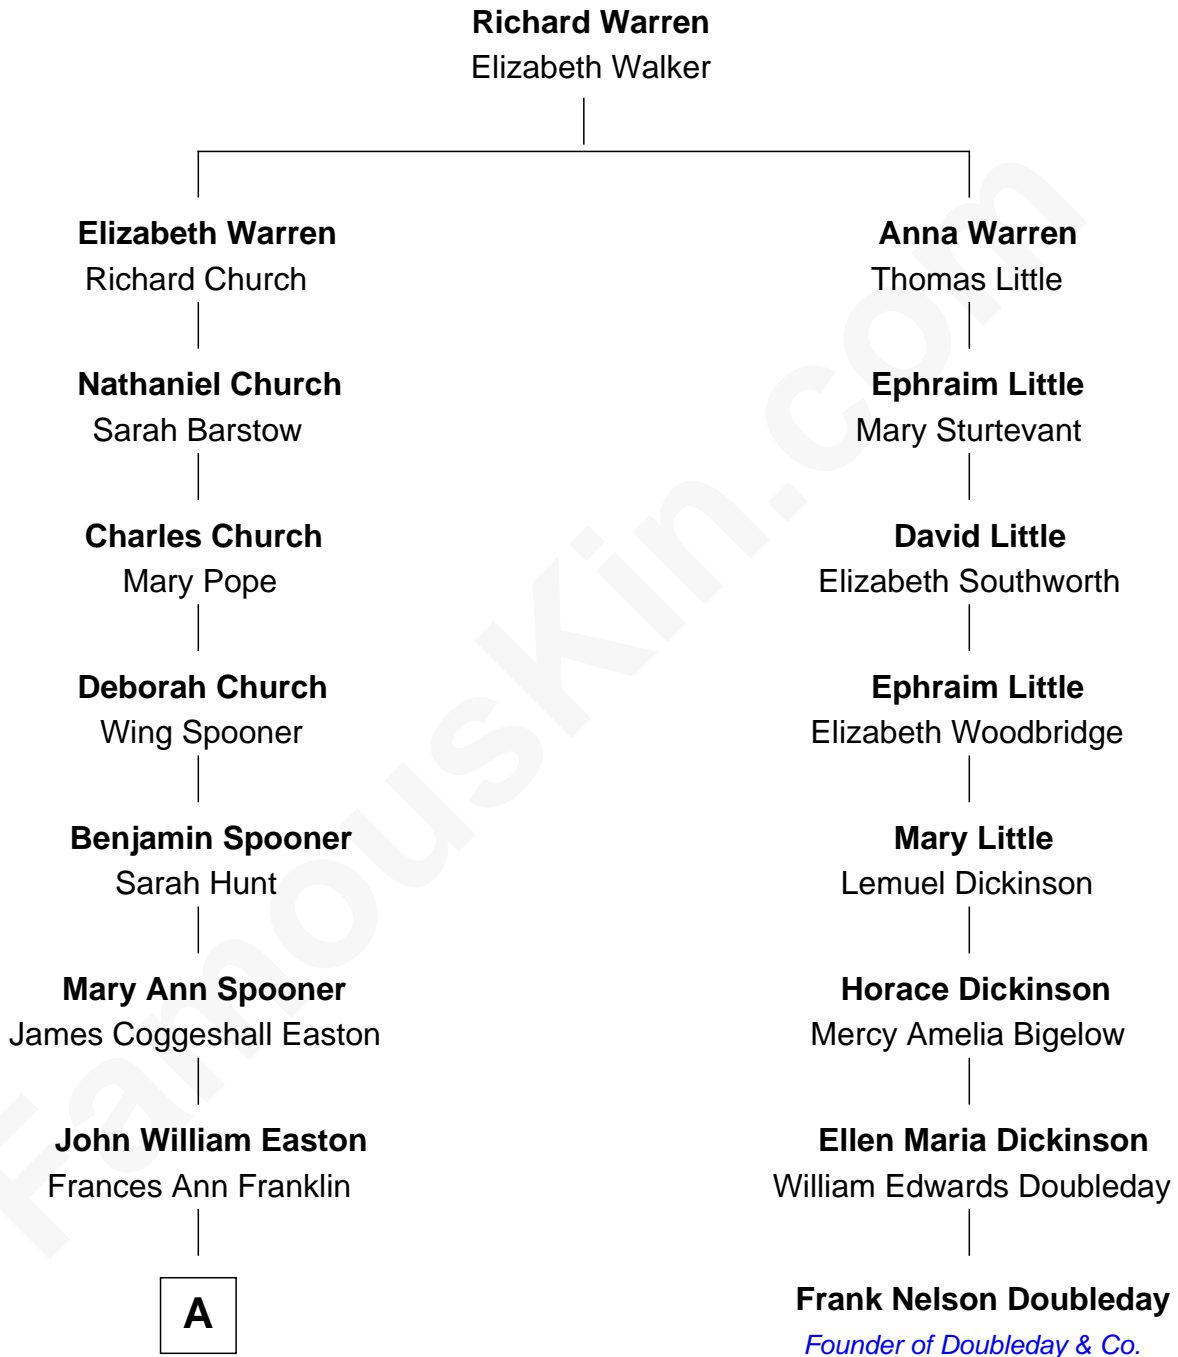 Richard Warren
Elizabeth Walker
Elizabeth Warren
Richard Church
Nathaniel Church
Sarah Barstow
Charles Church
Mary Pope
Deborah Church
Wing Spooner
Benjamin Spooner
Sarah Hunt
Mary Ann Spooner
James Coggeshall Easton
John William Easton
Frances Ann Franklin
A
Anna Warren
Thomas Little
Ephraim Little
Mary Sturtevant
David Little
Elizabeth Southworth
Ephraim Little
Elizabeth Woodbridge
Mary Little
Lemuel Dickinson
Horace Dickinson
Mercy Amelia Bigelow
Ellen Maria Dickinson
William Edwards Doubleday
Frank Nelson Doubleday
Founder of Doubleday & Co.
FamousKin.com